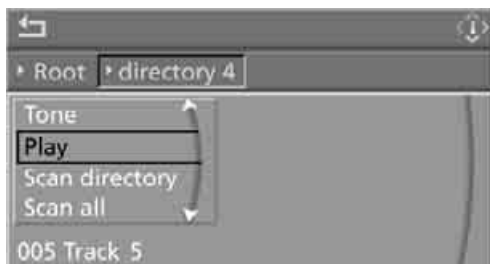 Root directory 4
Tone
Play
Scan directory
Scan all
005 Track 5